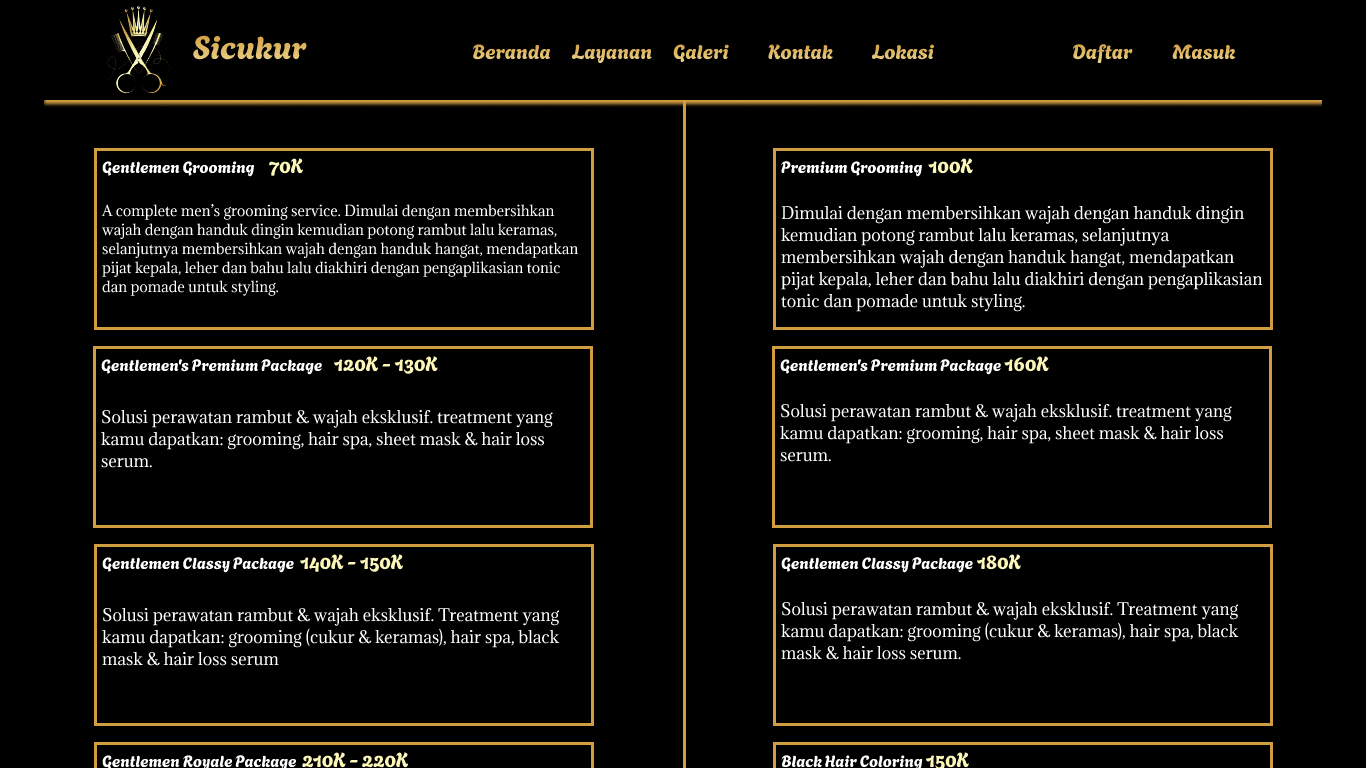 Sicukur
Beranda Layanan Galeri Kontak Lokasi Daftar Masuk
Gentlemen Grooming 70K
A complete men's grooming service. Dimulai dengan membersihkan
wajah dengan handuk dingin kemudian potong rambut lalu keramas,
selanjutnya membersihkan wajah dengan handuk hangat, mendapatkan
pijat kepala, leher dan bahu lalu diakhiri dengan pengaplikasian tonic
dan pomade untuk styling.
Gentlemen's Premium Package 120K - 130K
Solusi perawatan rambut & wajah eksklusif. treatment yang
kamu dapatkan: grooming, hair spa, sheet mask & hair loss
serum.
Gentlemen Classy Package 140K - 150K
Solusi perawatan rambut & wajah eksklusif. Treatment yang
kamu dapatkan: grooming (cukur & keramas), hair spa, black
mask & hair loss serum
Gentlemen Royale Package 210K - 220K
Premium Grooming 100K
Dimulai dengan membersihkan wajah dengan handuk dingin
kemudian potong rambut lalu keramas, selanjutnya
membersihkan wajah dengan handuk hangat, mendapatkan
pijat kepala, leher dan bahu lalu diakhiri dengan pengaplikasian
tonic dan pomade untuk styling.
Gentlemen's Premium Package 160K
Solusi perawatan rambut & wajah eksklusif. treatment yang
kamu dapatkan: grooming, hair spa, sheet mask & hair loss
serum.
Gentlemen Classy Package 180K
Solusi perawatan rambut & wajah eksklusif. Treatment yang
kamu dapatkan: grooming (cukur & keramas), hair spa, black
mask & hair loss serum.
Black Hair Coloring 150K